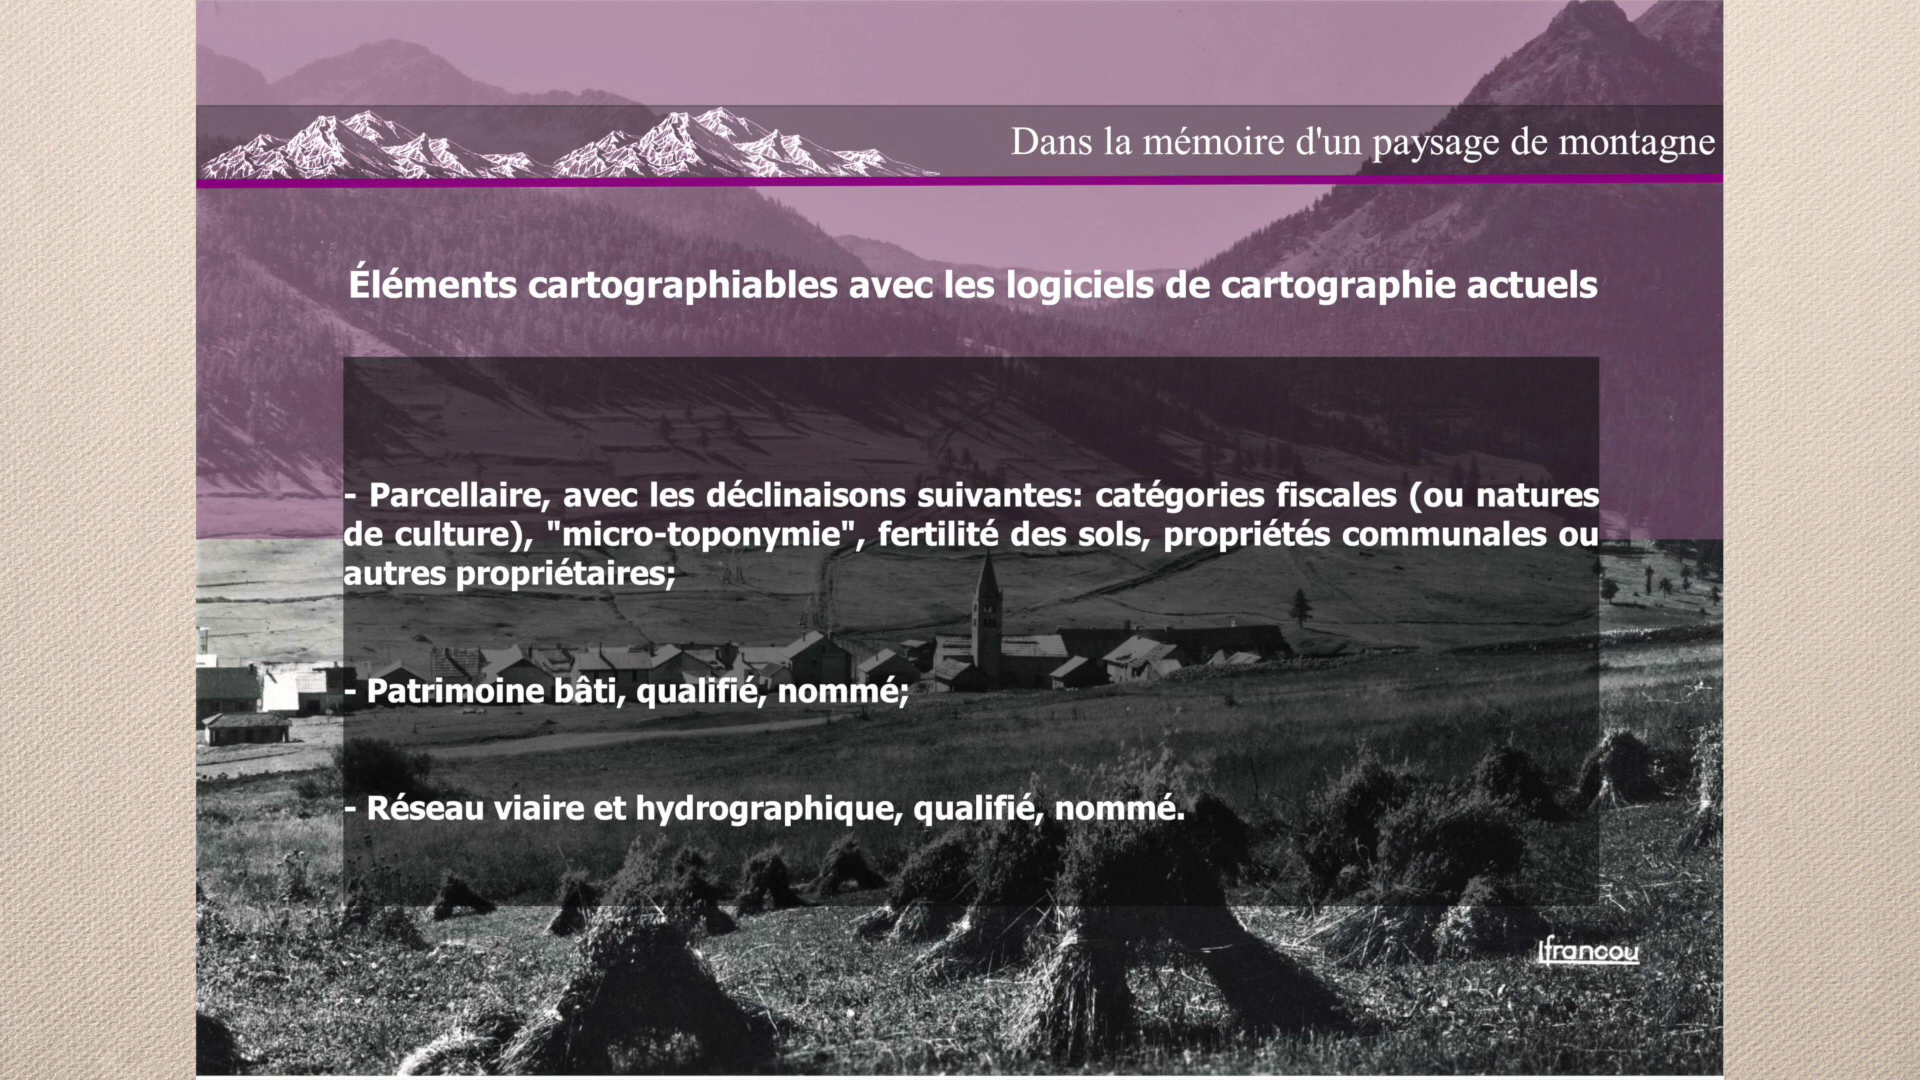 Dans la mémoire d'un paysage de montagne
Éléments cartographiables avec les logiciels de cartographie actuels
- Parcellaire, avec les déclinaisons suivantes: catégories fiscales (ou natures
de culture), "micro-toponymie", fertilité des sols, propriétés communales ou
autres propriétaires;
- Patrimoine bâti, qualifié, nommé;
- Réseau viaire et hydrographique, qualifié, nommé.
lfrancou